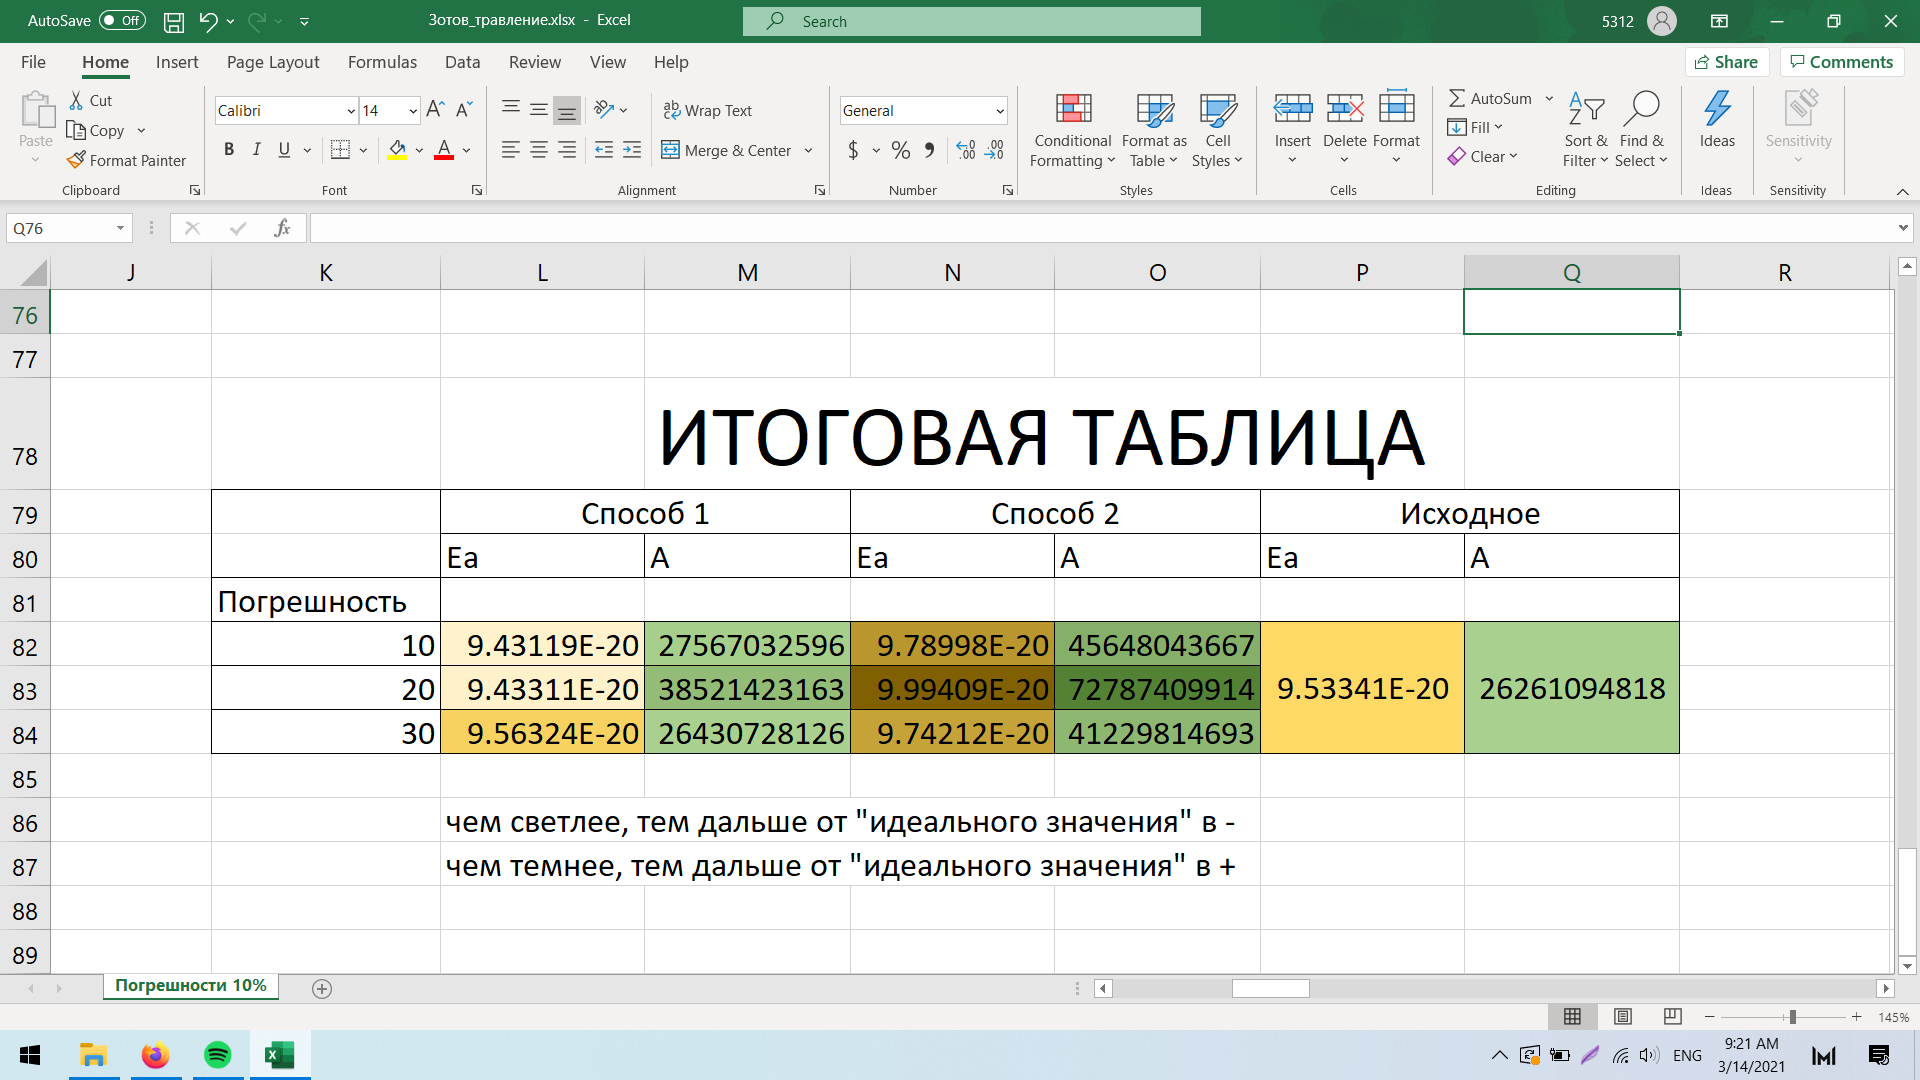 AutoSave Off Зотов_травление.xlsx - Excel Search 5312
File Home Insert Page Layout Formulas Data Review View Help Share Comments
Paste Cut Copy Format Painter Clipboard
Calibri 14 B I U A Font
Wrap Text Merge & Center Alignment
General $ % Number
Conditional Formatting Format as Table Cell Styles Styles
Insert Delete Format Cells
AutoSum Fill Clear Sort & Filter Find & Select Editing
Ideas Ideas
Sensitivity Sensitivity
Q76 fx
J K L M N O P Q R
76
77
78 ИТОГОВАЯ ТАБЛИЦА
79 Способ 1 Способ 2 Исходное
80 Ea A Ea A Ea A
81 Погрешность
82 10 9.43119E-20 27567032596 9.78998E-20 45648043667
83 20 9.43311E-20 38521423163 9.99409E-20 72787409914 9.53341E-20 26261094818
84 30 9.56324E-20 26430728126 9.74212E-20 41229814693
85
86 чем светлее, тем дальше от "идеального значения" в -
87 чем темнее, тем дальше от "идеального значения" в +
88
89
Погрешности 10%
145%
ENG 9:21 AM
3/14/2021